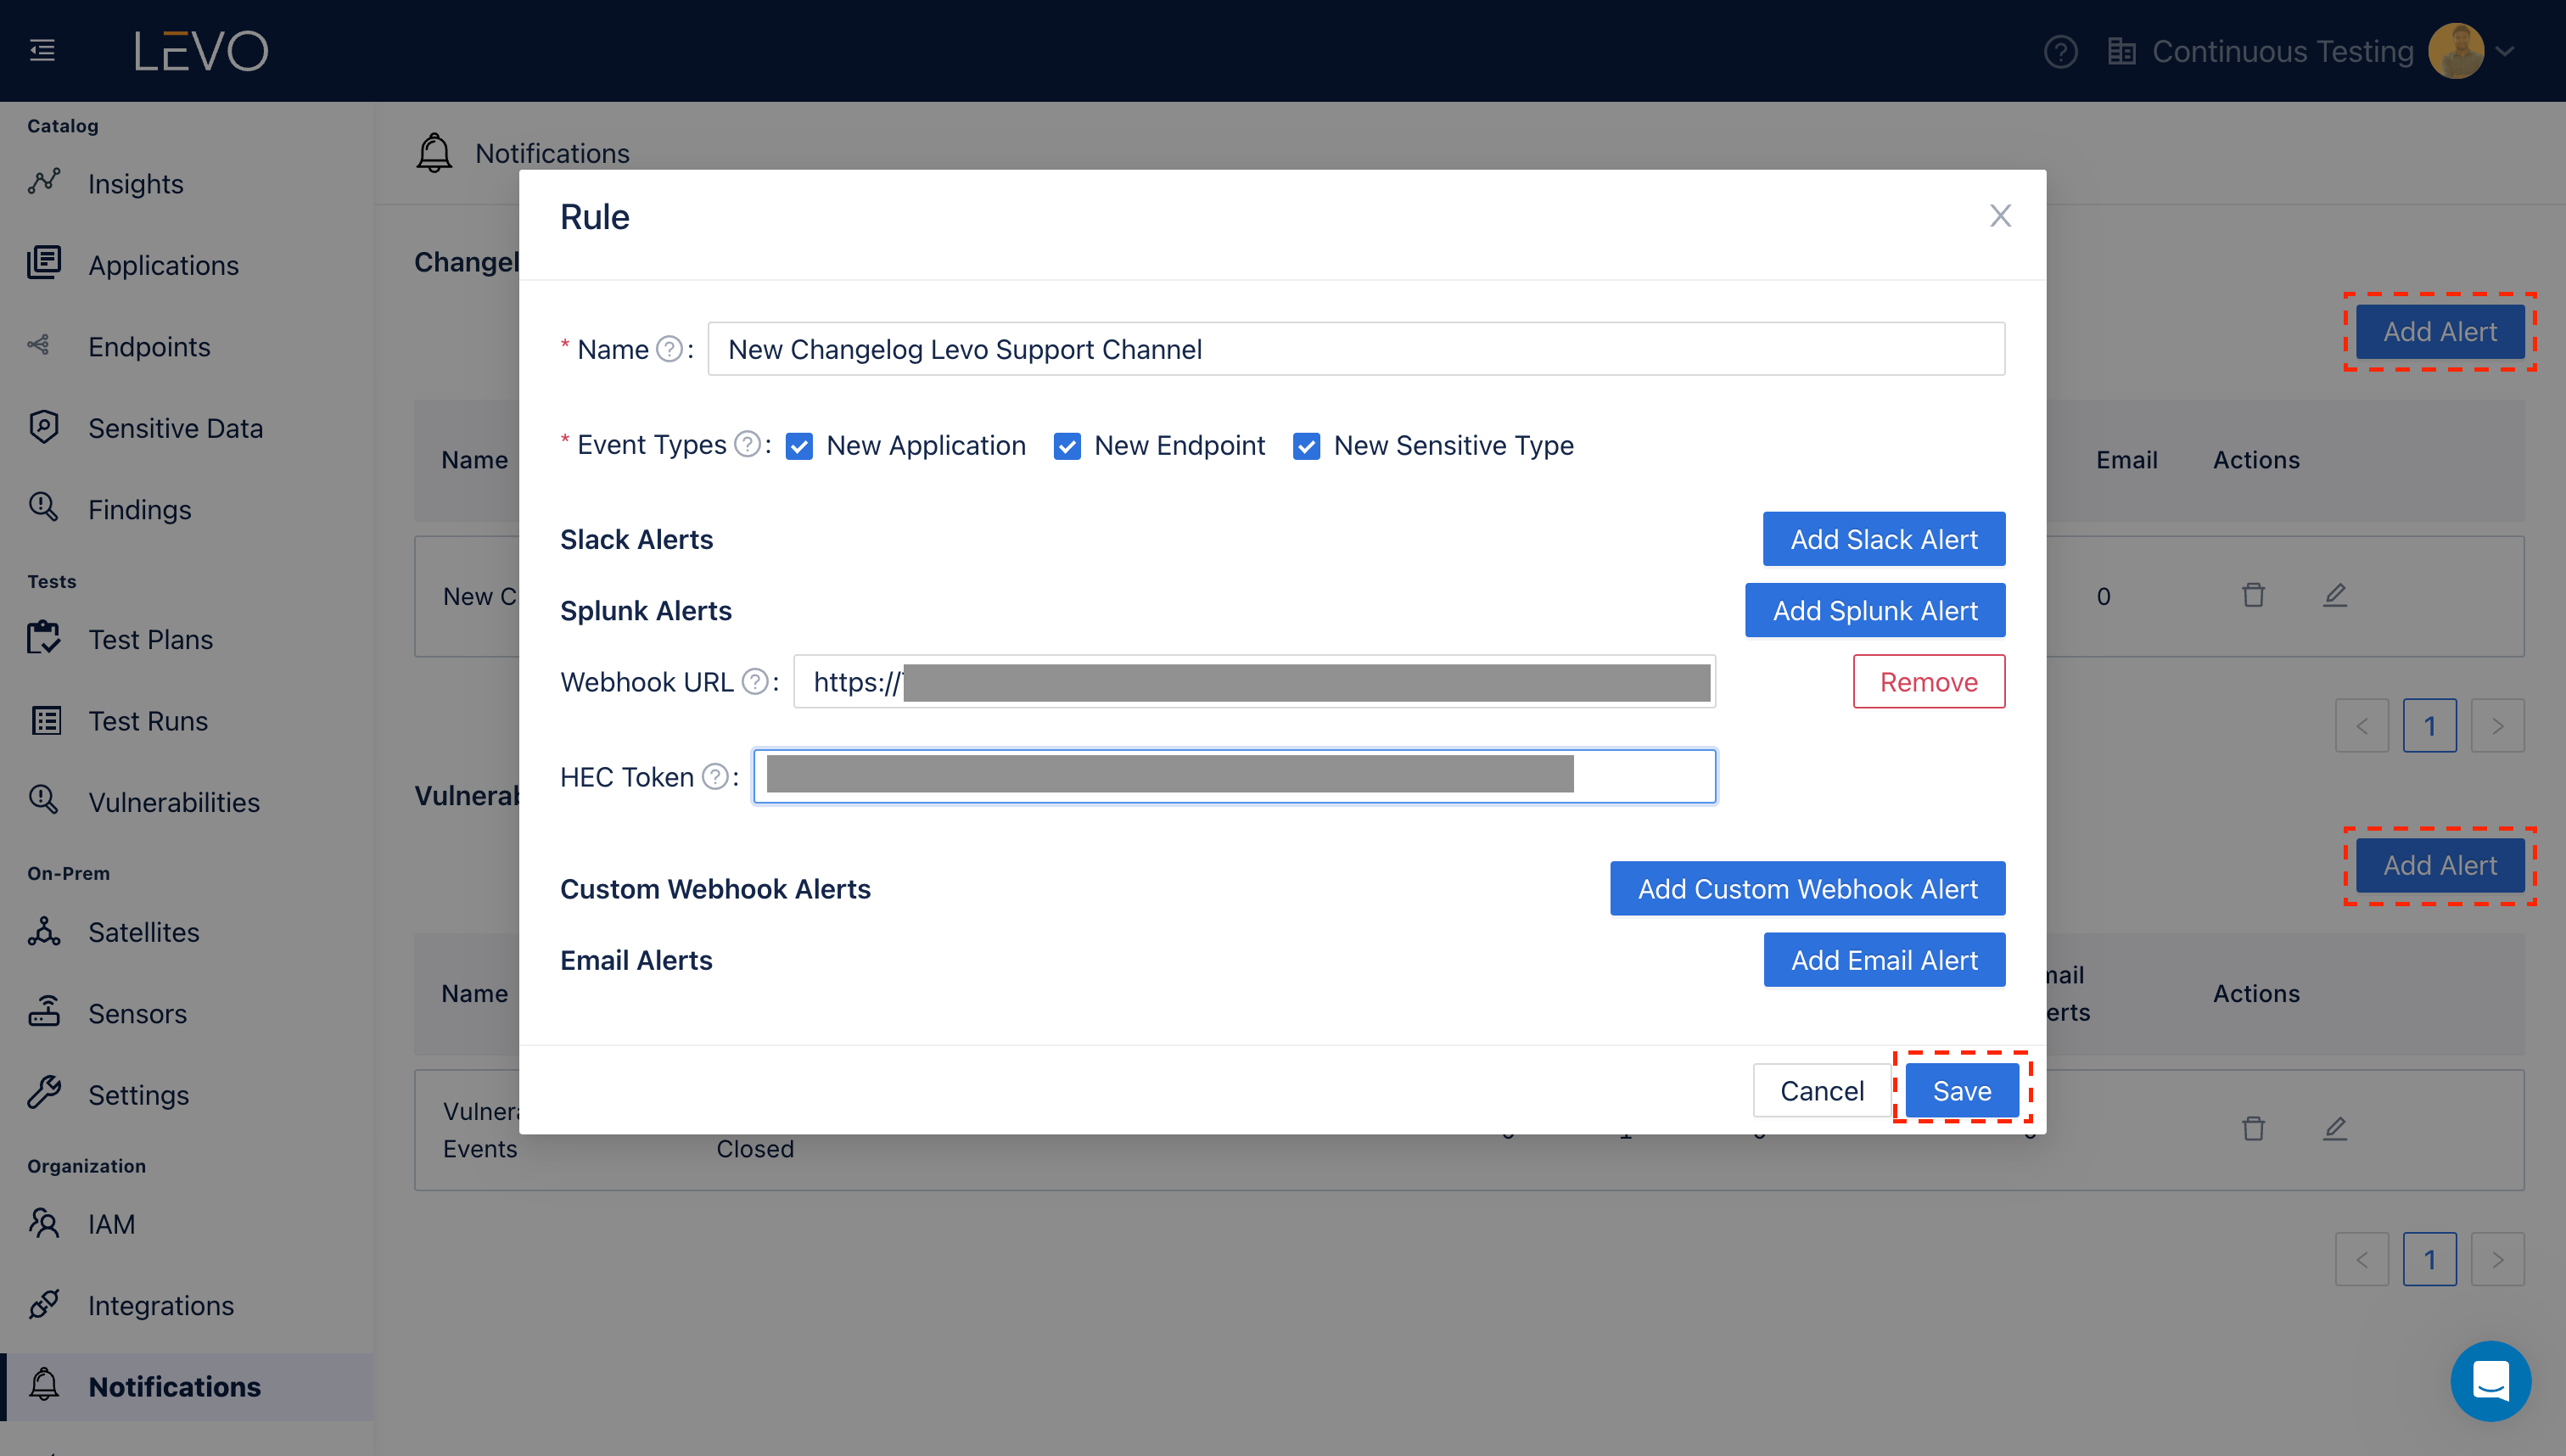 LEVO
Continuous Testing
Catalog
Insights
Applications
Endpoints
Sensitive Data
Findings
Tests
Test Plans
Test Runs
Vulnerabilities
On-Prem
Satellites
Sensors
Settings
Organization
IAM
Integrations
Notifications
Notifications
Changel
Add Alert
Name
Email
Actions
New C
0
1
Vulnerab
Add Alert
Name
mail
erts
Actions
Vulnera
Events
Closed
1
Rule
* Name ? :
New Changelog Levo Support Channel
* Event Types ? :
New Application
New Endpoint
New Sensitive Type
Slack Alerts
Add Slack Alert
Splunk Alerts
Add Splunk Alert
Webhook URL ? :
https://
Remove
HEC Token ? :
Custom Webhook Alerts
Add Custom Webhook Alert
Email Alerts
Add Email Alert
Cancel
Save